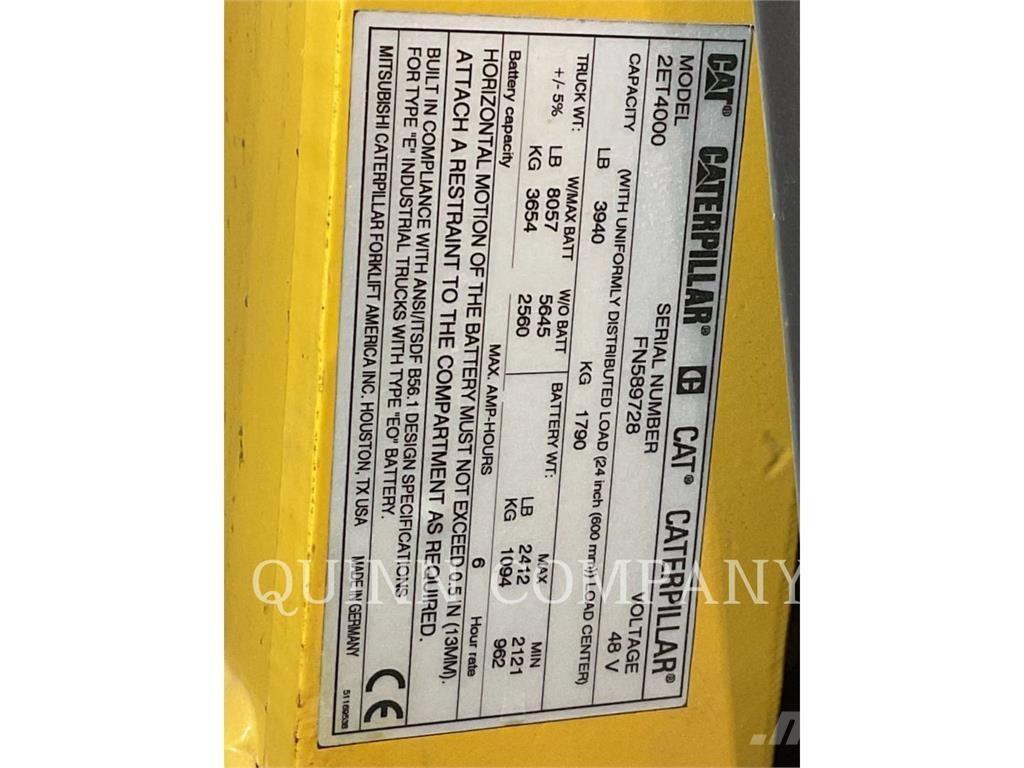 CAT® CATERPILLAR® C CAT® CATERPILLAR®
MODEL SERIAL NUMBER VOLTAGE
2ET4000 FN589728 48 V
CAPACITY (WITH UNIFORMLY DISTRIBUTED LOAD (24 inch (600 mm)) LOAD CENTER)
LB 3940 KG 1790
TRUCK WT: W/MAX BATT W/O BATT BATTERY WT: MAX MIN
+/- 5% LB 8057 5645 LB 2412 2121
KG 3654 2560 KG 1094 962
Battery capacity MAX. AMP-HOURS 6 Hour rate
HORIZONTAL MOTION OF THE BATTERY MUST NOT EXCEED 0.5 IN (13MM).
ATTACH A RESTRAINT TO THE COMPARTMENT AS REQUIRED.
BUILT IN COMPLIANCE WITH ANSI/ITSDF B56.1 DESIGN SPECIFICATIONS
FOR TYPE "E" INDUSTRIAL TRUCKS WITH TYPE "EO" BATTERY.
MITSUBISHI CATERPILLAR FORKLIFT AMERICA INC. HOUSTON, TX USA MADE IN GERMANY
CE
51169538
QUINN COMPANY